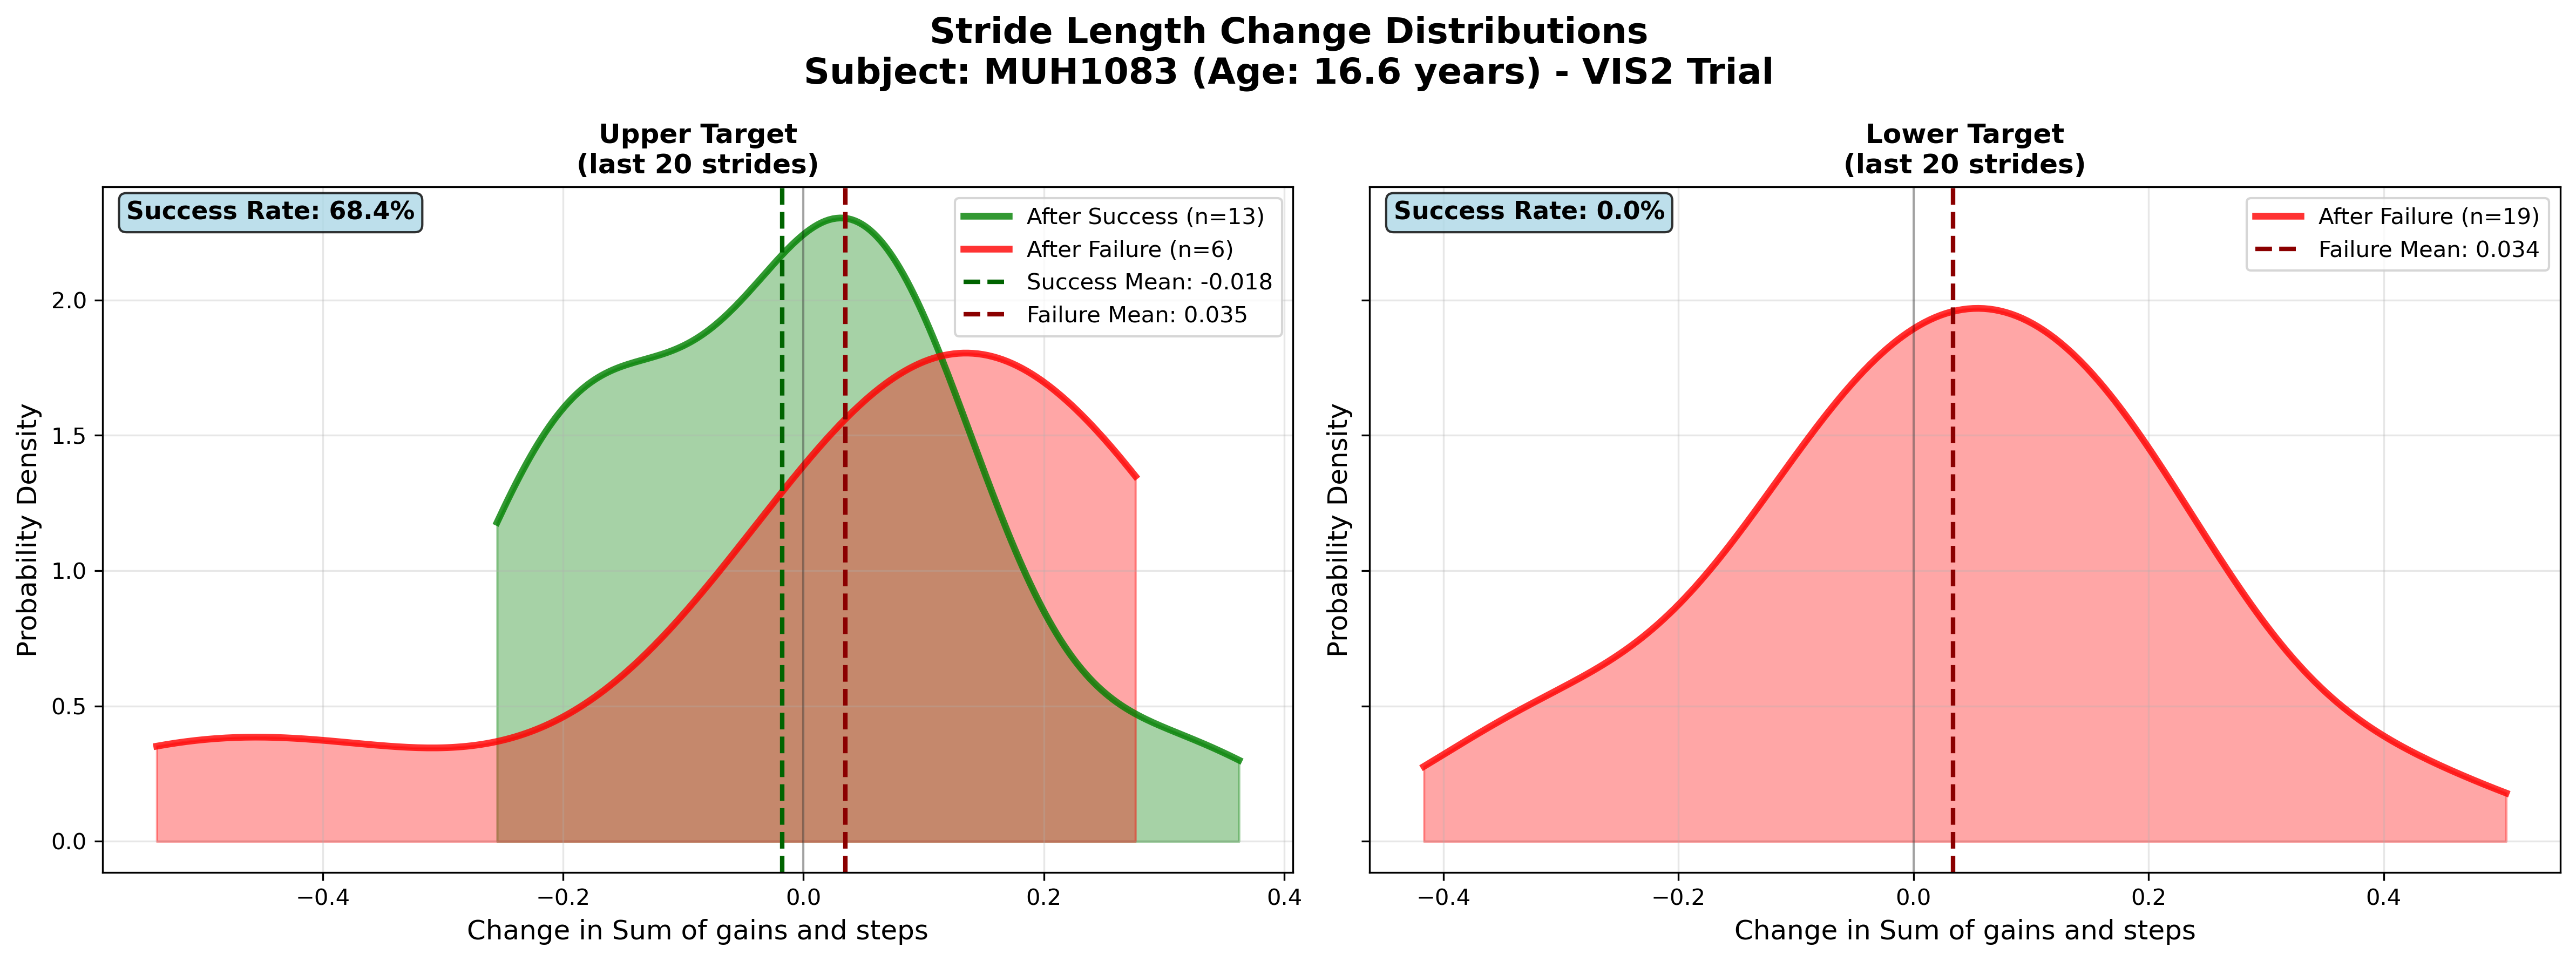 Stride Length Change Distributions
Subject: MUH1083 (Age: 16.6 years) - VIS2 Trial
Upper Target
(last 20 strides)
Success Rate: 68.4%
After Success (n=13)
After Failure (n=6)
Success Mean: -0.018
Failure Mean: 0.035
Probability Density
2.0
1.5
1.0
0.5
0.0
−0.4
−0.2
0.0
0.2
0.4
Change in Sum of gains and steps
Lower Target
(last 20 strides)
Success Rate: 0.0%
After Failure (n=19)
Failure Mean: 0.034
Probability Density
−0.4
−0.2
0.0
0.2
0.4
Change in Sum of gains and steps